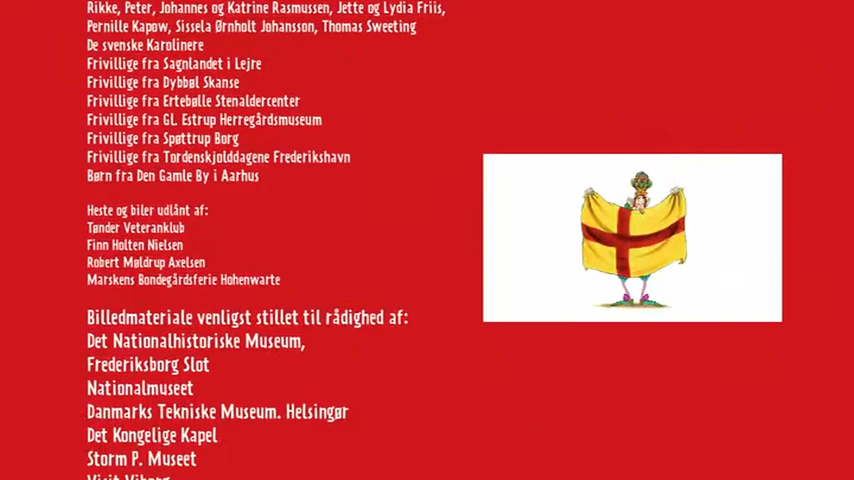 Rikke, Peter, Johannes og Katrine Rasmussen, Jette og Lydia Friis,
Pernille Kapow, Sissela Ørnholt Johansson, Thomas Sweeting
De svenske Karolinere
Frivillige fra Sagnlandet i Lejre
Frivillige fra Dybbøl Skanse
Frivillige fra Ertebølle Stenaldercenter
Frivillige fra Gl. Estrup Herregårdsmuseum
Frivillige fra Spøttrup Borg
Frivillige fra Tordenskjolddagene Frederikshavn
Børn fra Den Gamle By i Aarhus
Heste og biler udlånt af:
Tønder Veteranklub
Finn Holten Nielsen
Robert Møldrup Axelsen
Marskens Bondegårdsferie Hohenwarte
Billedmateriale venligst stillet til rådighed af:
Det Nationalhistoriske Museum,
Frederiksborg Slot
Nationalmuseet
Danmarks Tekniske Museum. Helsingør
Det Kongelige Kapel
Storm P. Museet
Visit Viborg